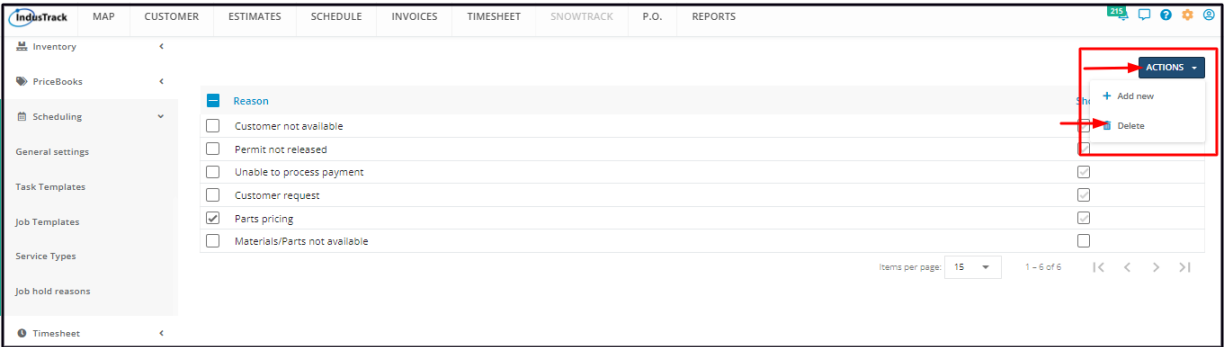 IndusTrack MAP CUSTOMER ESTIMATES SCHEDULE INVOICES TIMESHEET SNOWTRACK P.O. REPORTS 215
Inventory
PriceBooks
Scheduling
General settings
Task Templates
Job Templates
Service Types
Job hold reasons
Timesheet
ACTIONS
Add new
Delete
Reason Sho
Customer not available
Permit not released
Unable to process payment
Customer request
Parts pricing
Materials/Parts not available
Items per page: 15 1 – 6 of 6